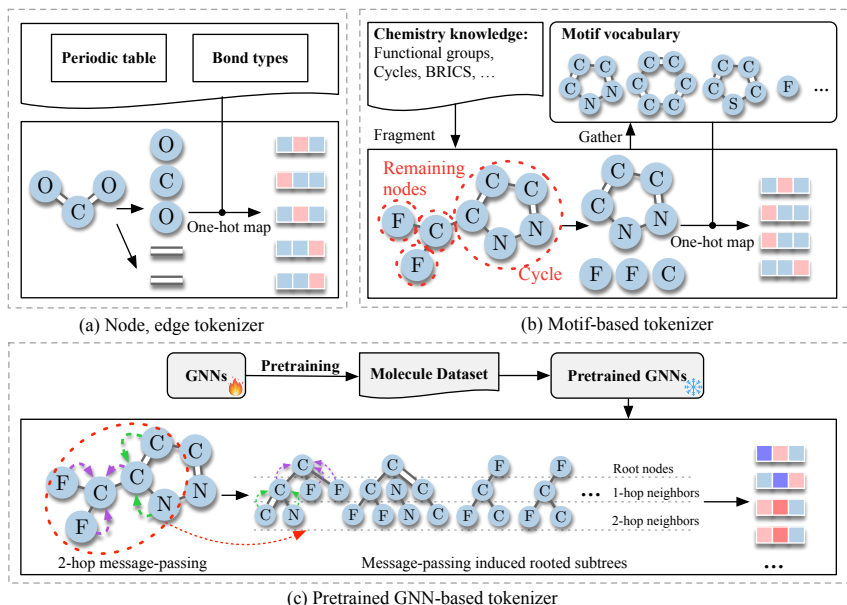 Periodic table
Bond types
O
O
C
O
C
O
One-hot map
(a) Node, edge tokenizer
Chemistry knowledge:
Functional groups,
Cycles, BRICS, ...
Motif vocabulary
C
C
C
N
N
C
C
C
C
C
C
C
C
C
S
C
F
...
Fragment
Gather
Remaining
nodes
F
C
F
C
C
C
N
N
Cycle
C
C
C
N
N
F
F
C
One-hot map
(b) Motif-based tokenizer
GNNs
Pretraining
Molecule Dataset
Pretrained GNNs
F
F
C
C
C
C
N
N
2-hop message-passing
C
C
F
F
C
N
C
C
N
C
F
F
N
C
F
C
F
C
F
C
F
C
...
Root nodes
1-hop neighbors
2-hop neighbors
Message-passing induced rooted subtrees
...
(c) Pretrained GNN-based tokenizer